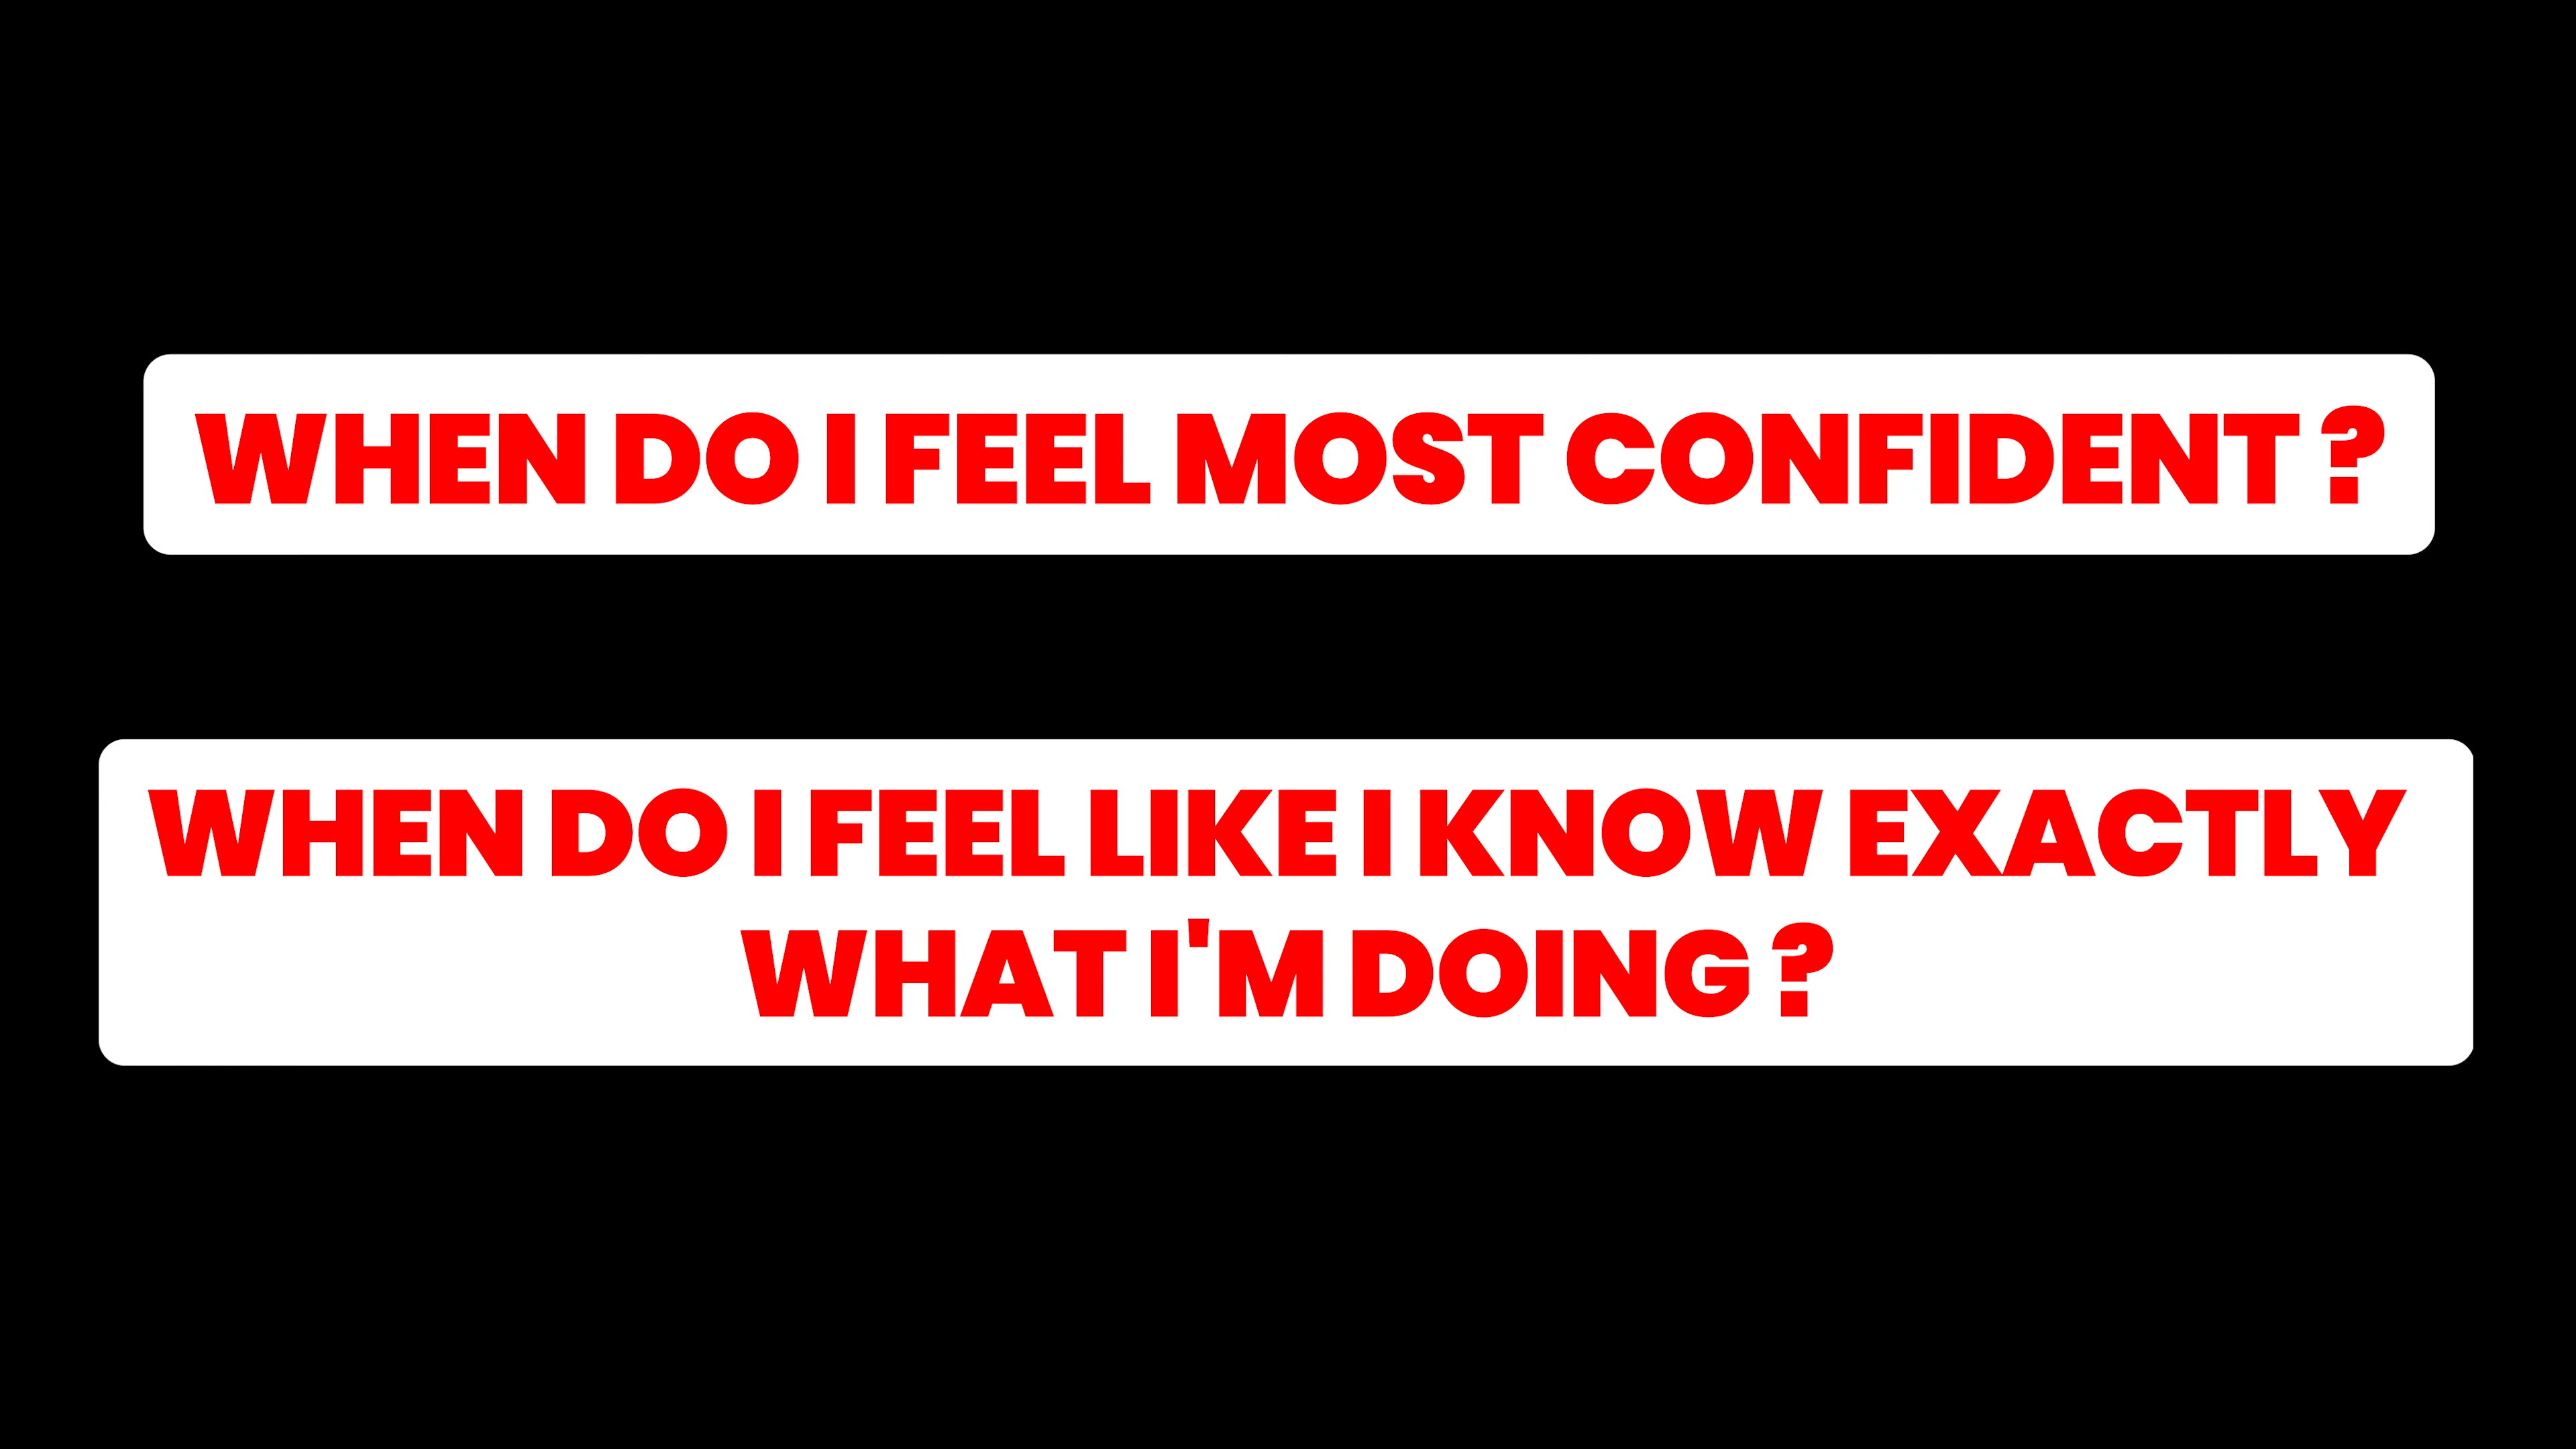 WHEN DO I FEEL MOST CONFIDENT ?
WHEN DO I FEEL LIKE I KNOW EXACTLY
WHAT I'M DOING ?